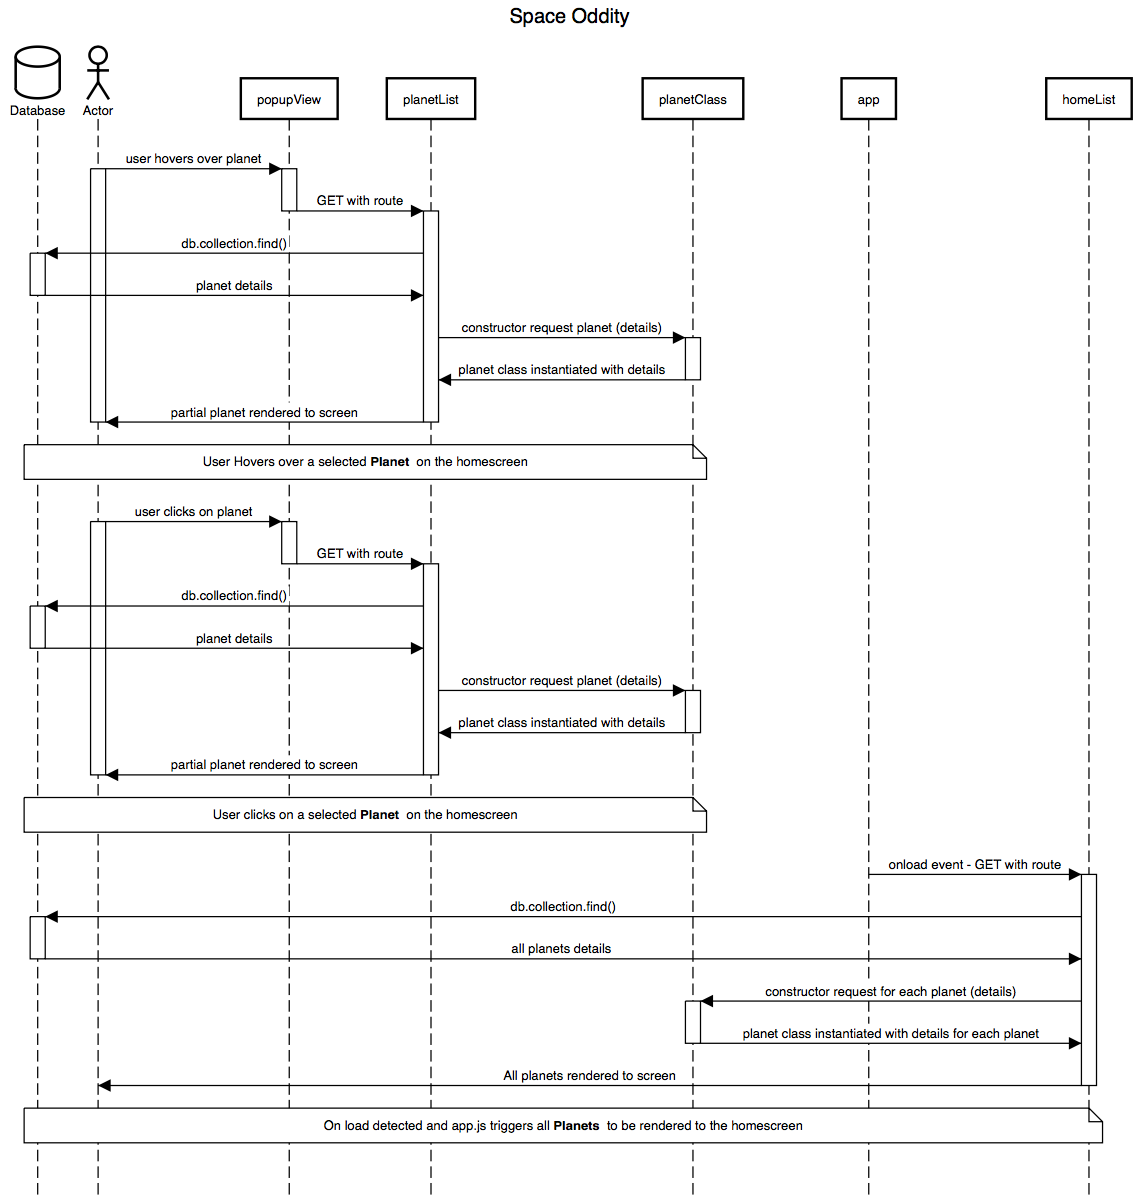 Space Oddity
Database
Actor
popupView
planetList
planetClass
app
homeList
user hovers over planet
GET with route
db.collection.find()
planet details
constructor request planet (details)
planet class instantiated with details
partial planet rendered to screen
User Hovers over a selected Planet on the homescreen
user clicks on planet
GET with route
db.collection.find()
planet details
constructor request planet (details)
planet class instantiated with details
partial planet rendered to screen
User clicks on a selected Planet on the homescreen
onload event - GET with route
db.collection.find()
all planets details
constructor request for each planet (details)
planet class instantiated with details for each planet
All planets rendered to screen
On load detected and app.js triggers all Planets to be rendered to the homescreen